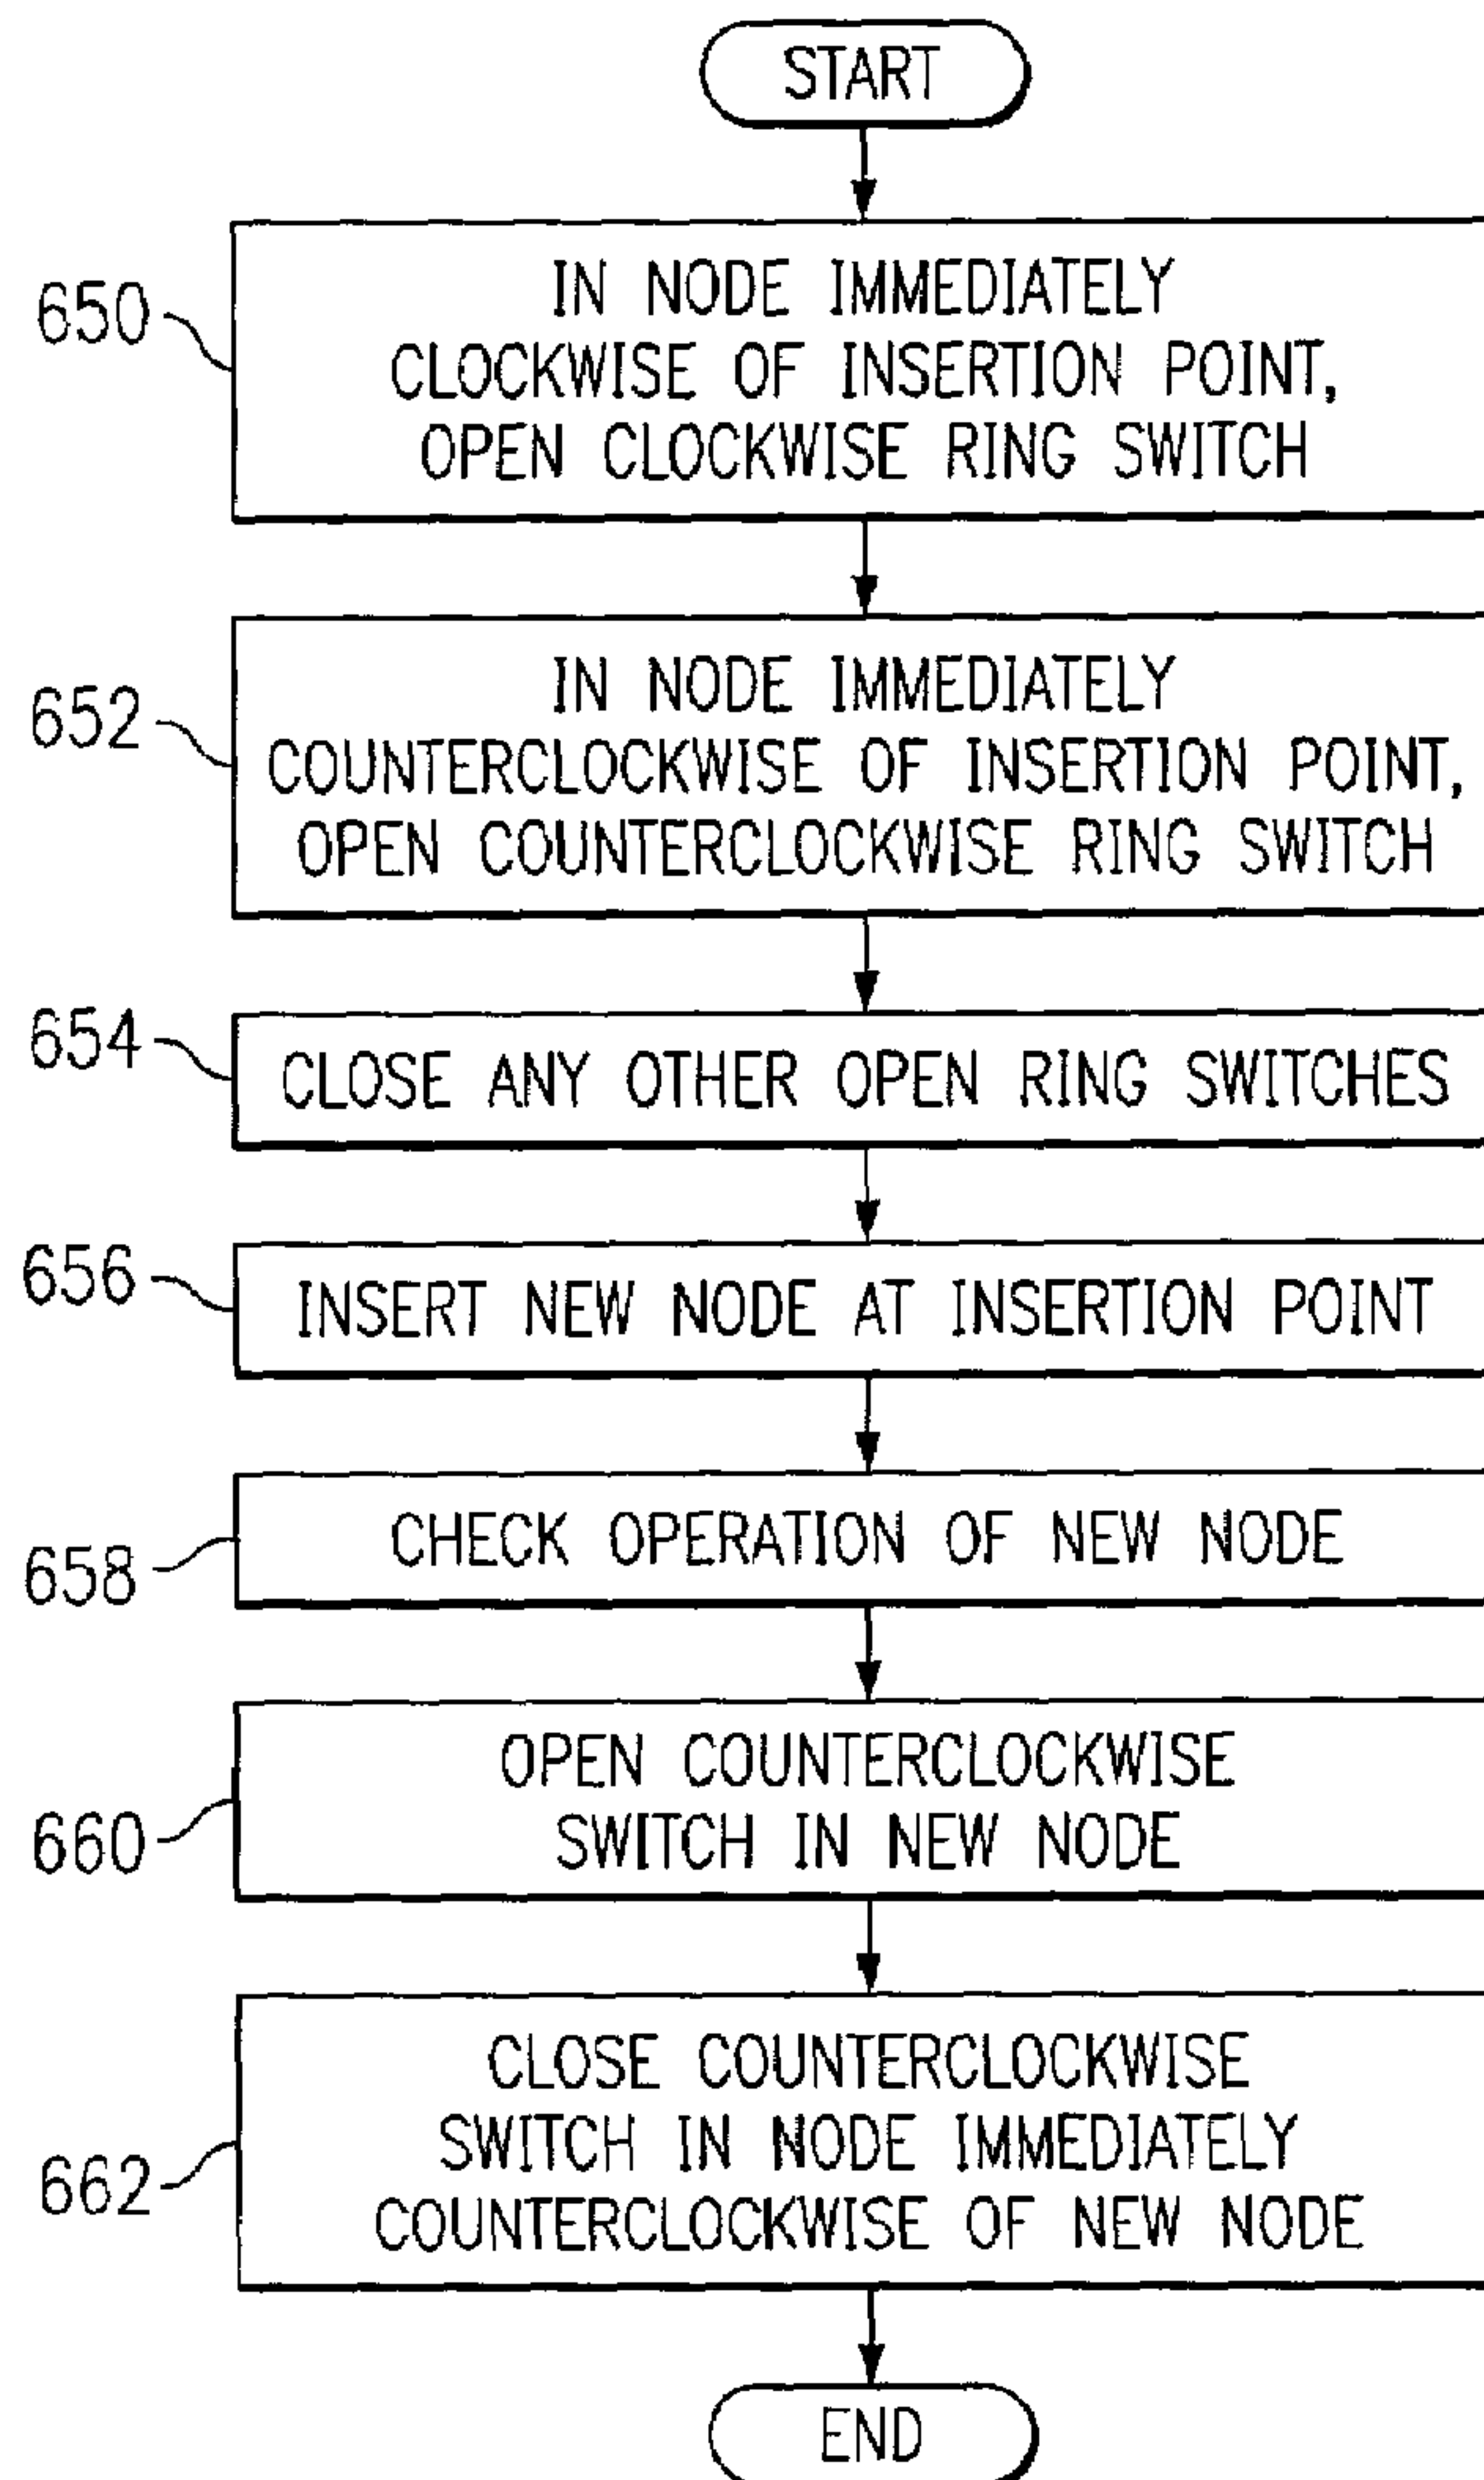 START
650
IN NODE IMMEDIATELY
CLOCKWISE OF INSERTION POINT,
OPEN CLOCKWISE RING SWITCH
652
IN NODE IMMEDIATELY
COUNTERCLOCKWISE OF INSERTION POINT,
OPEN COUNTERCLOCKWISE RING SWITCH
654
CLOSE ANY OTHER OPEN RING SWITCHES
656
INSERT NEW NODE AT INSERTION POINT
658
CHECK OPERATION OF NEW NODE
660
OPEN COUNTERCLOCKWISE
SWITCH IN NEW NODE
662
CLOSE COUNTERCLOCKWISE
SWITCH IN NODE IMMEDIATELY
COUNTERCLOCKWISE OF NEW NODE
END